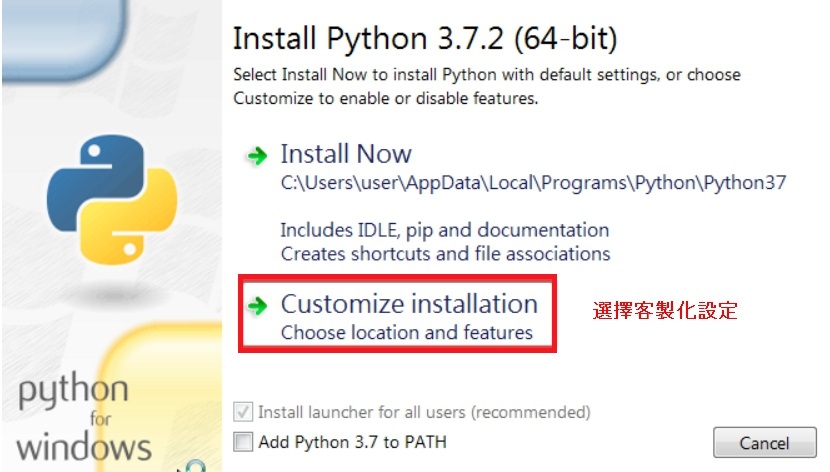 Install Python 3.7.2 (64-bit)
Select Install Now to install Python with default settings, or choose
Customize to enable or disable features.
Install Now
C:\Users\user\AppData\Local\Programs\Python\Python37
Includes IDLE, pip and documentation
Creates shortcuts and file associations
Customize installation
Choose location and features
選擇客製化設定
Install launcher for all users (recommended)
Add Python 3.7 to PATH
Cancel
python
for
windows